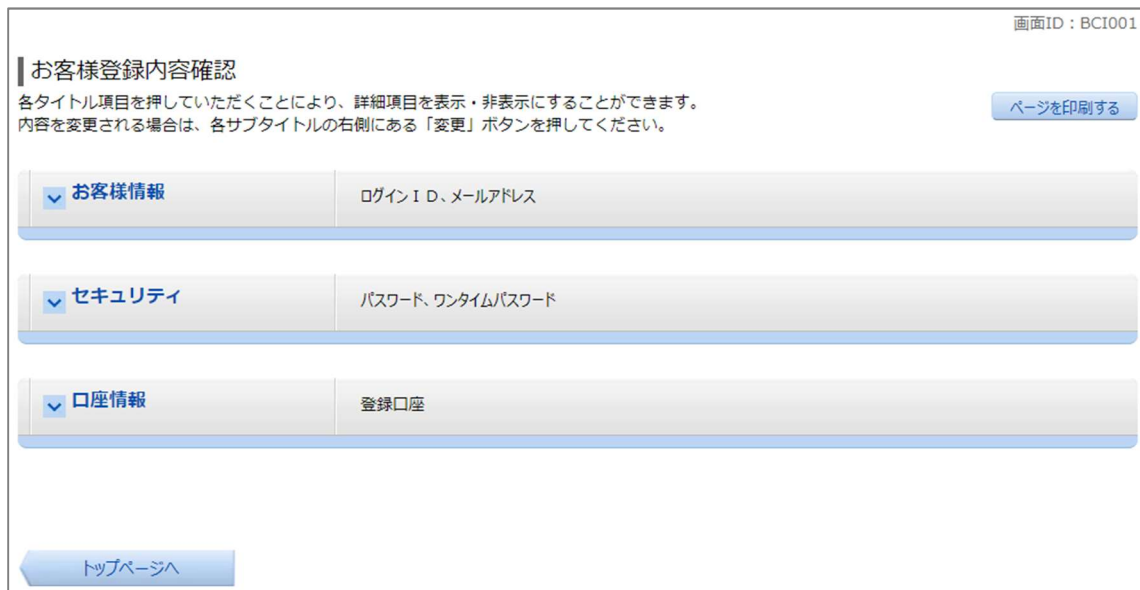 画面ID：BCI001
お客様登録内容確認
各タイトル項目を押していただくことにより、詳細項目を表示・非表示にすることができます。
ページを印刷する
内容を変更される場合は、各サブタイトルの右側にある「変更」ボタンを押してください。
お客様情報 ログインＩＤ、メールアドレス
セキュリティ パスワード、ワンタイムパスワード
口座情報 登録口座
トップページへ